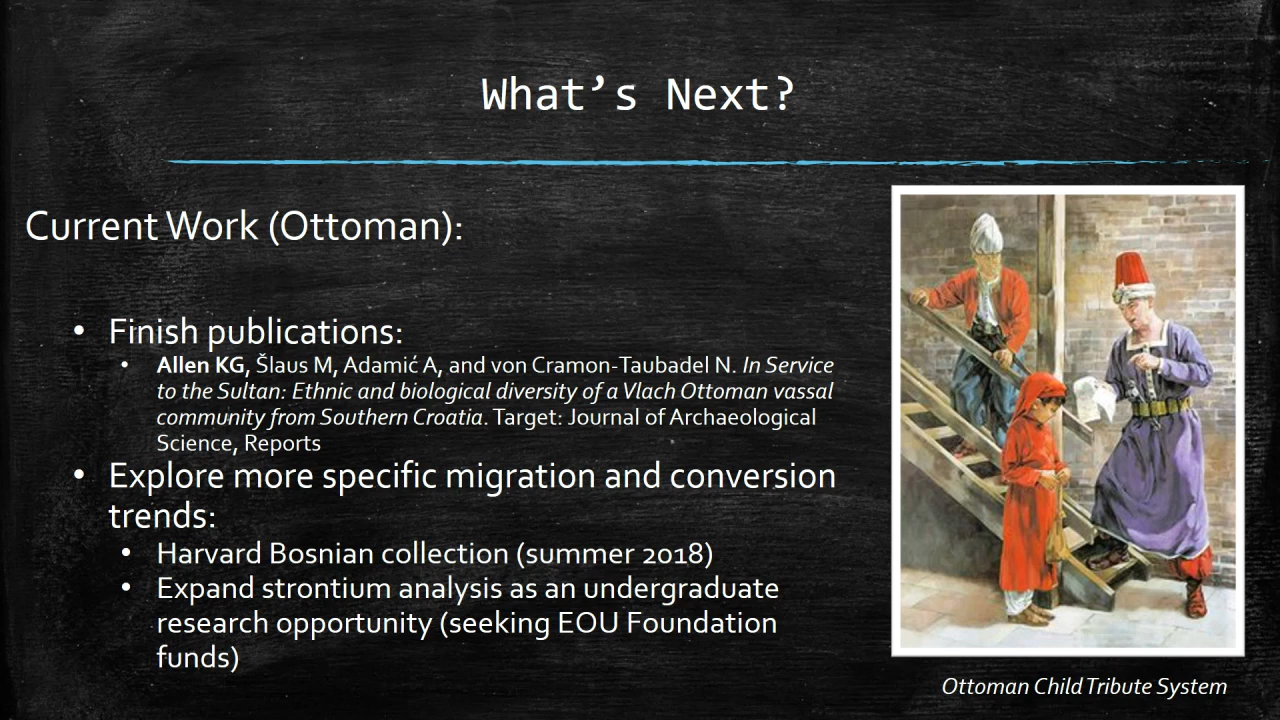 What’s Next?
Current Work (Ottoman):
• Finish publications:
• Allen KG, Šlaus M, Adamić A, and von Cramon-Taubadel N. In Service
to the Sultan: Ethnic and biological diversity of a Vlach Ottoman vassal
community from Southern Croatia. Target: Journal of Archaeological
Science, Reports
• Explore more specific migration and conversion
trends:
• Harvard Bosnian collection (summer 2018)
• Expand strontium analysis as an undergraduate
research opportunity (seeking EOU Foundation
funds)
Ottoman Child Tribute System